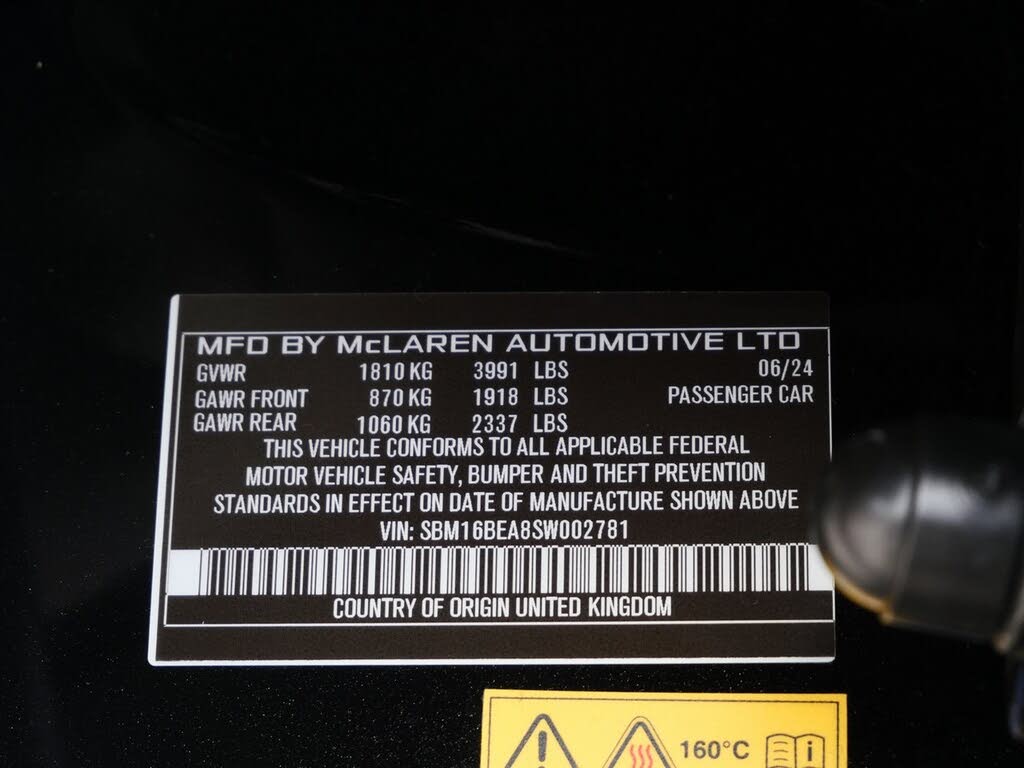 MFD BY McLAREN AUTOMOTIVE LTD
GVWR 1810 KG 3991 LBS 06/24
GAWR FRONT 870 KG 1918 LBS PASSENGER CAR
GAWR REAR 1060 KG 2337 LBS
THIS VEHICLE CONFORMS TO ALL APPLICABLE FEDERAL
MOTOR VEHICLE SAFETY, BUMPER AND THEFT PREVENTION
STANDARDS IN EFFECT ON DATE OF MANUFACTURE SHOWN ABOVE
VIN: SBM16BEA8SW002781
COUNTRY OF ORIGIN UNITED KINGDOM
160°C i